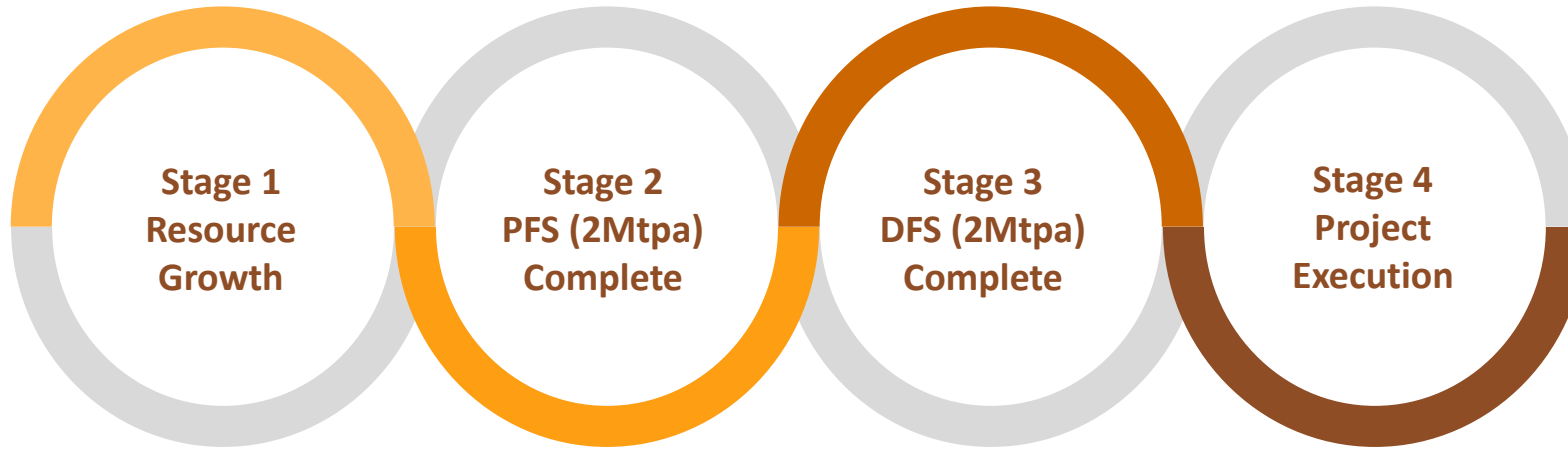 Stage 1
Resource
Growth
Stage 2
PFS (2Mtpa)
Complete
Stage 3
DFS (2Mtpa)
Complete
Stage 4
Project
Execution